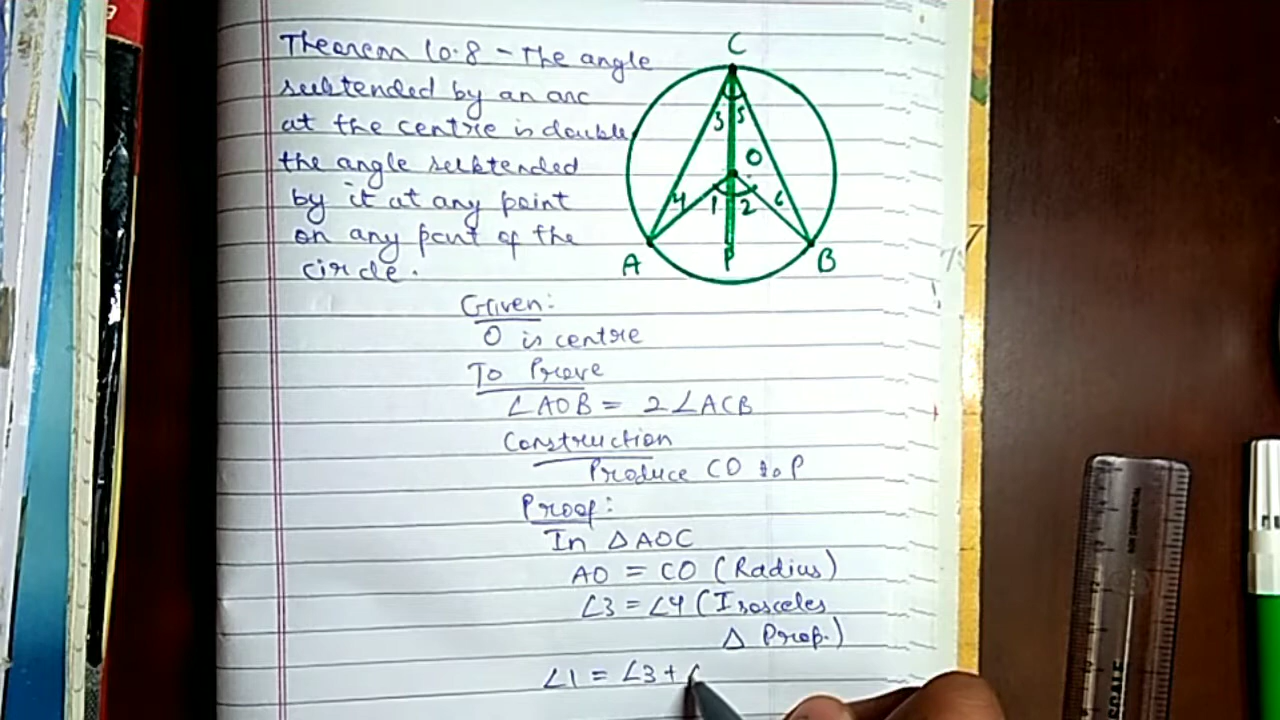 Theorem 10.8 - The angle
subtended by an arc
at the centre is double
the angle subtended
by it at any point
on any part of the
circle.
C
3 5
O
4 1 2 6
A P B
Given:
O is centre
To Prove
∠AOB = 2∠ACB
Construction
Produce CO to P
Proof:
In △AOC
AO = CO (Radius)
∠3 = ∠4 (Isosceles
△ Prop.)
∠1 = ∠3 +